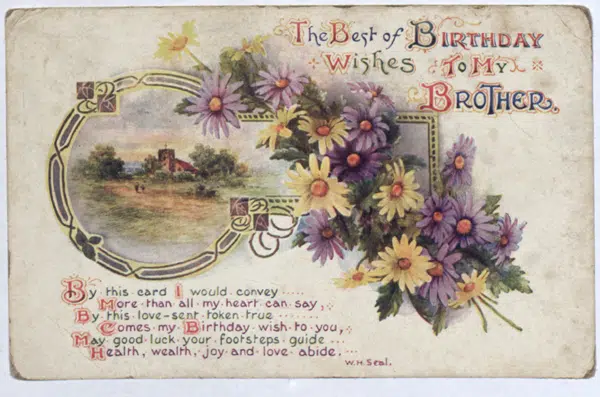 The Best of Birthday
Wishes To My
Brother.
By this card I would convey .....
More than all my heart can say,
By this love-sent token true .......
Comes my Birthday wish to you,
May good luck your footsteps guide ...
Health, wealth, joy and love abide. ...
W.H. Seal.